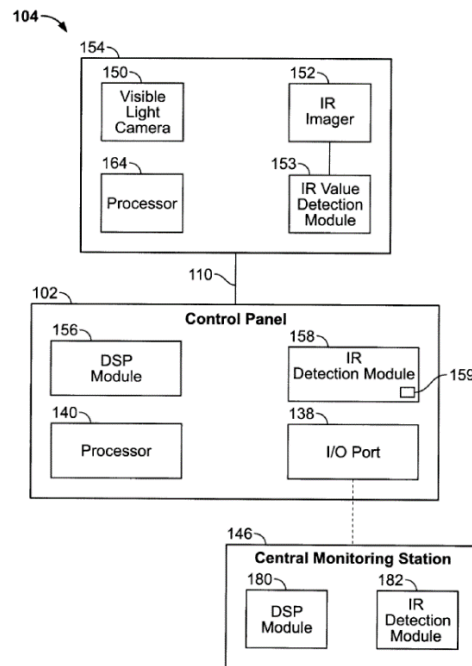 104
154
150
152
Visible
Light
Camera
IR
Imager
164
153
Processor
IR Value
Detection
Module
110
102
Control Panel
156
158
DSP
Module
IR
Detection Module
159
140
138
Processor
I/O Port
146
Central Monitoring Station
180
182
DSP
Module
IR
Detection
Module